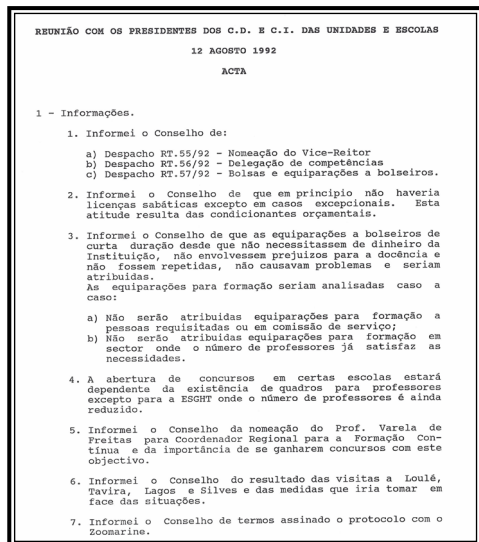 REUNIÃO COM OS PRESIDENTES DOS C.D. E C.I. DAS UNIDADES E ESCOLAS
12 AGOSTO 1992
ACTA
1 - Informações.
1. Informei o Conselho de:
a) Despacho RT.55/92 - Nomeação do Vice-Reitor
b) Despacho RT.56/92 - Delegação de competências
c) Despacho RT.57/92 - Bolsas e equiparações a bolseiros.
2. Informei o Conselho de que em principio não haveria
licenças sabáticas excepto em casos excepcionais. Esta
atitude resulta das condicionantes orçamentais.
3. Informei o Conselho de que as equiparações a bolseiros de
curta duração desde que não necessitassem de dinheiro da
Instituição, não envolvessem prejuizos para a docência e
não fossem repetidas, não causavam problemas e seriam
atribuidas.
As equiparações para formação seriam analisadas caso a
caso:
a) Não serão atribuidas equiparações para formação a
pessoas requisitadas ou em comissão de serviço;
b) Não serão atribuidas equiparações para formação em
sector onde o número de professores já satisfaz as
necessidades.
4. A abertura de concursos em certas escolas estará
dependente da existência de quadros para professores
excepto para a ESGHT onde o número de professores é ainda
reduzido.
5. Informei o Conselho da nomeação do Prof. Varela de
Freitas para Coordenador Regional para a Formação Con-
tínua e da importância de se ganharem concursos com este
objectivo.
6. Informei o Conselho do resultado das visitas a Loulé,
Tavira, Lagos e Silves e das medidas que iria tomar em
face das situações.
7. Informei o Conselho de termos assinado o protocolo com o
Zoomarine.